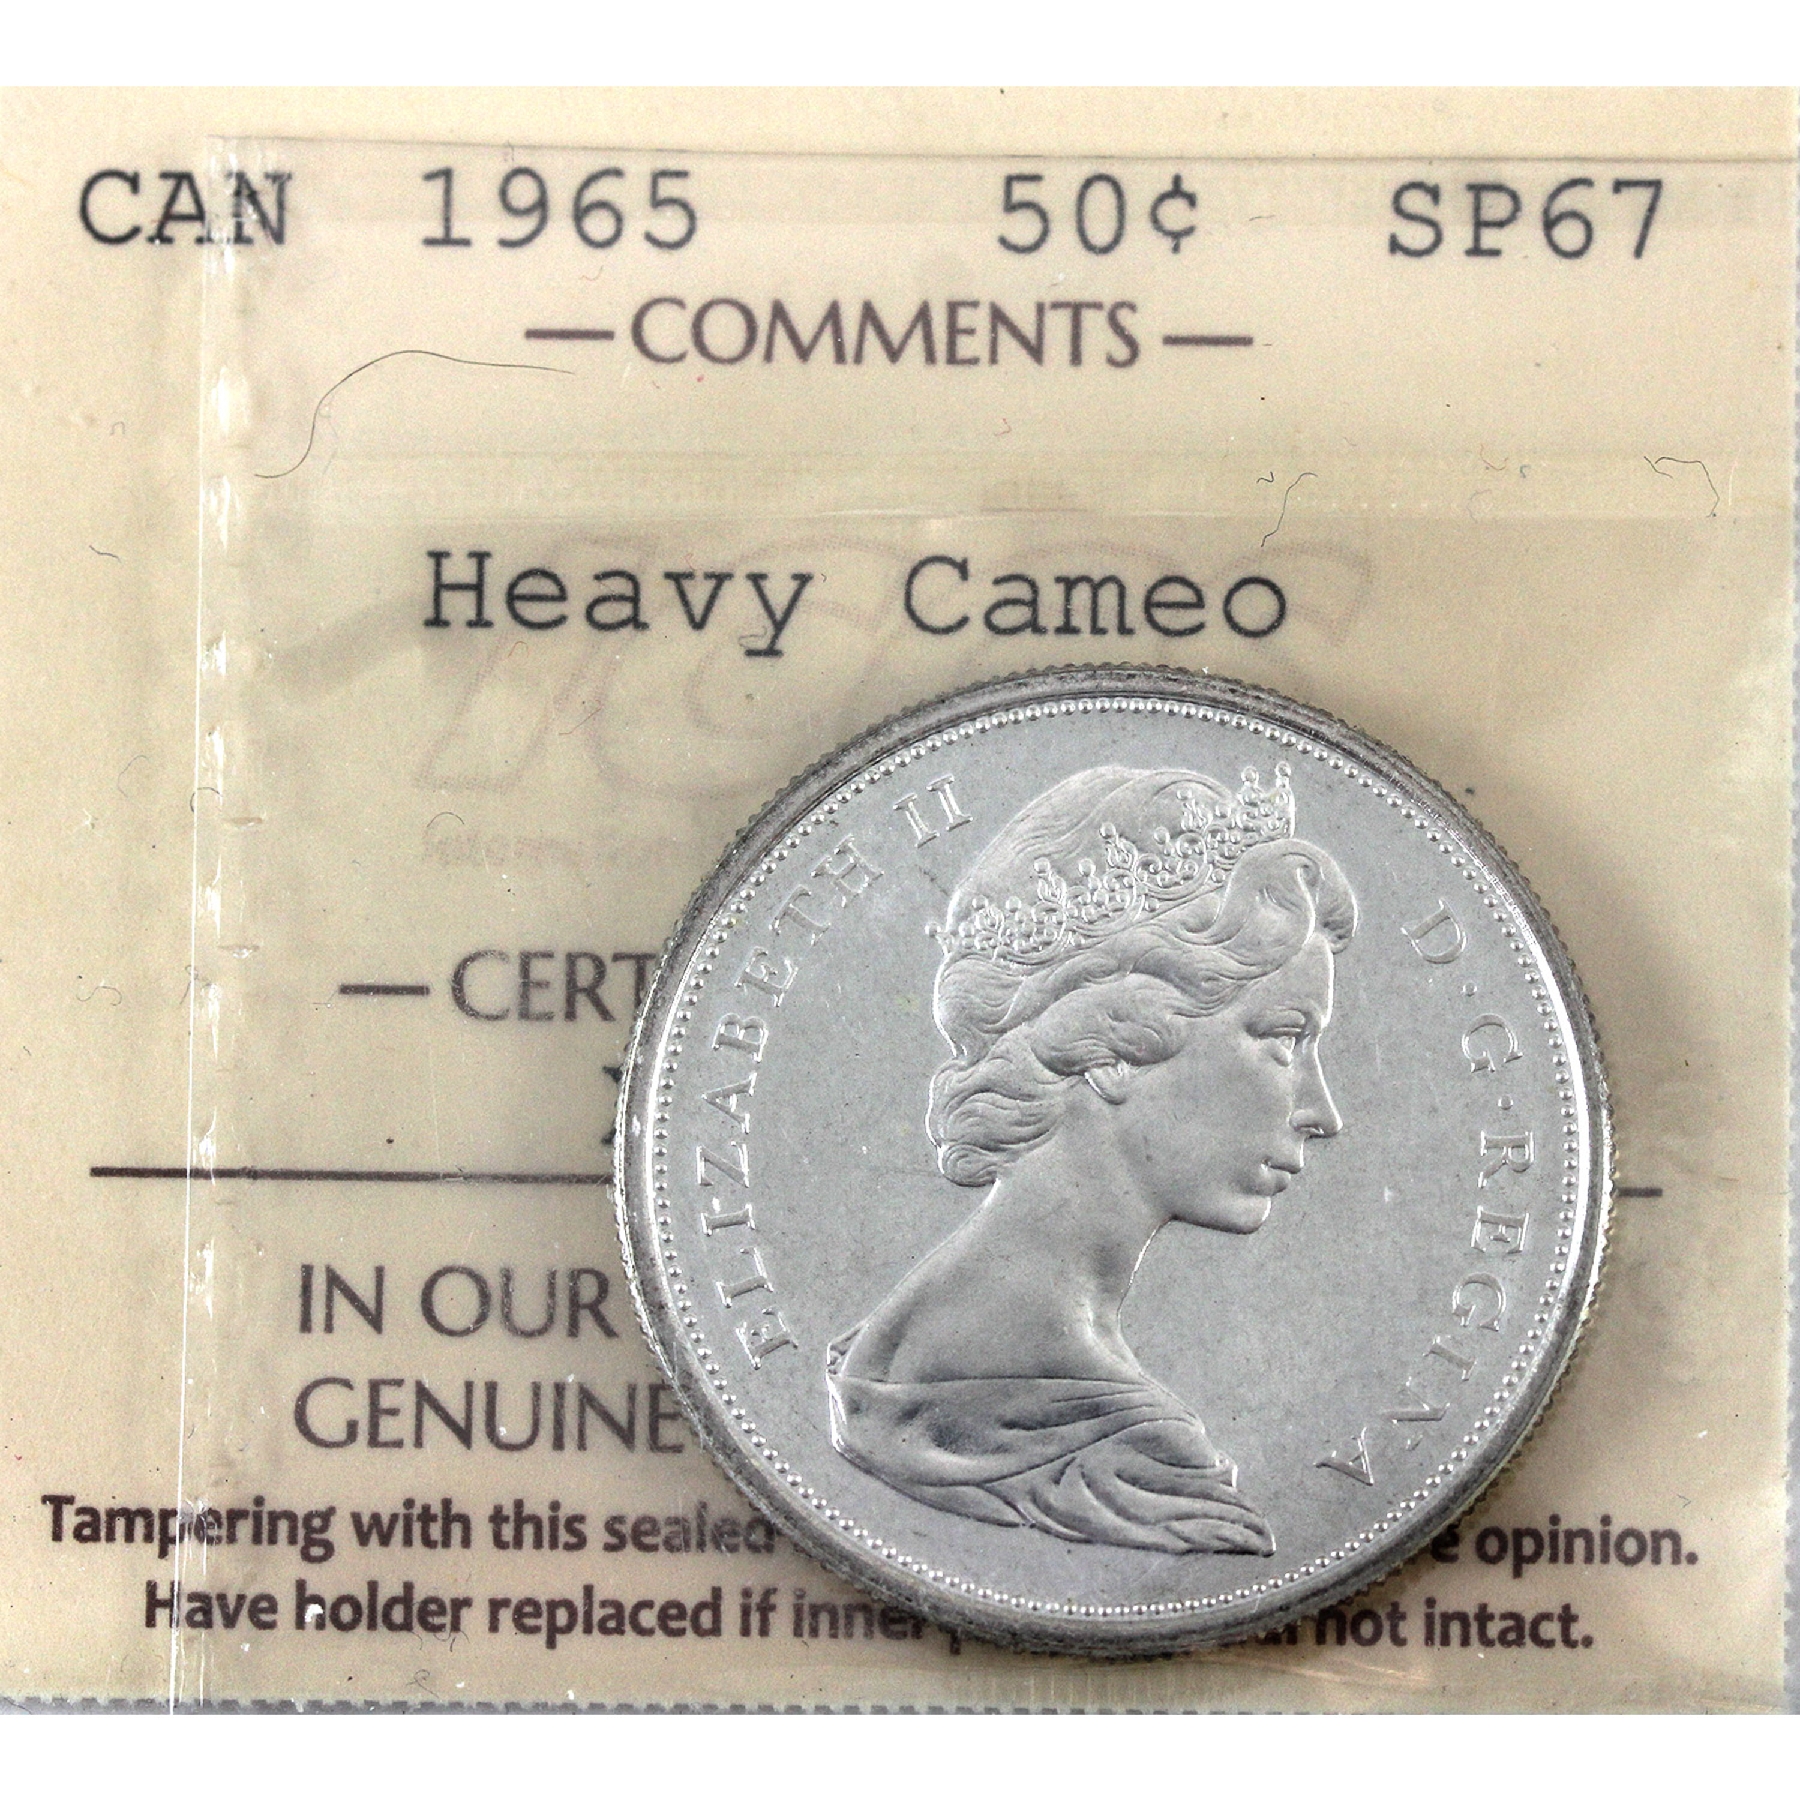 CAN 1965 50¢ SP67
—COMMENTS—
Heavy Cameo
ELIZABETH II D·G·REGINA
—CERT
IN OUR
GENUINE
Tampering with this sealed opinion.
Have holder replaced if inner not intact.